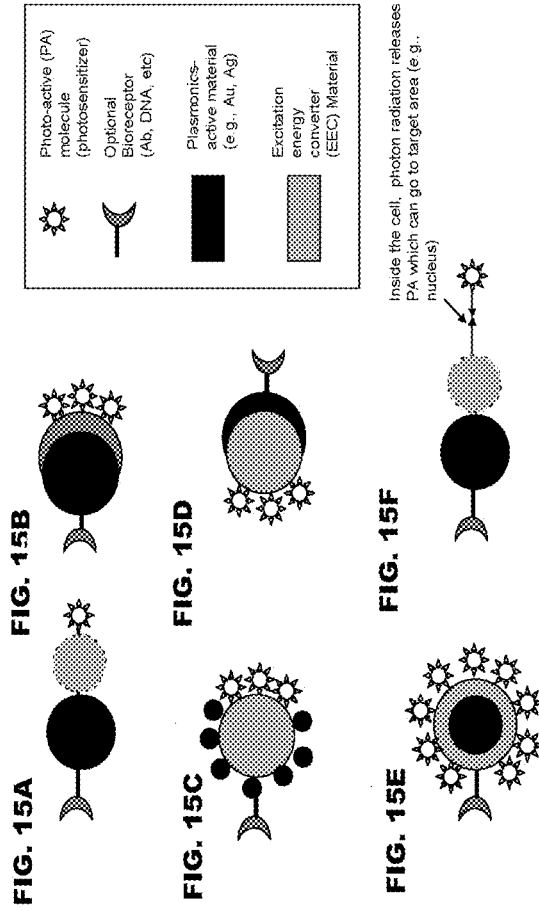 FIG. 15A
FIG. 15B
Photo-active (PA)
molecule
(photosensitizer)
Optional
Bioreceptor
(Ab, DNA, etc)
Plasmonics-
active material
(e.g., Au, Ag)
Excitation
energy
converter
(EEC) Material
FIG. 15C
FIG. 15D
FIG. 15E
FIG. 15F
Inside the cell, photon radiation releases
PA which can go to target area (e.g.,
nucleus)